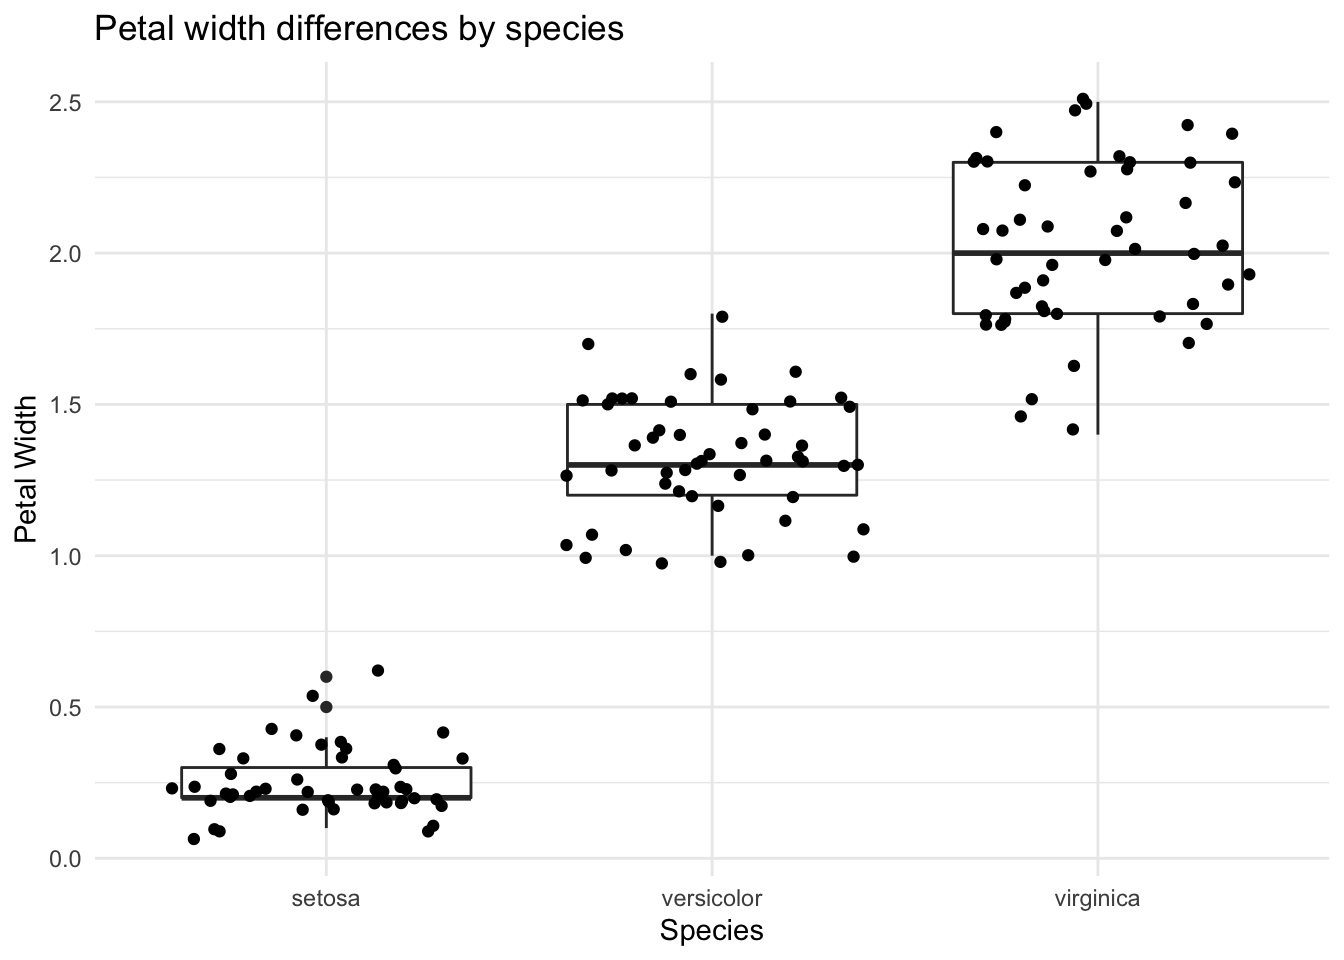 Petal width differences by species
Petal Width
2.5
2.0
1.5
1.0
0.5
0.0
setosa versicolor virginica
Species